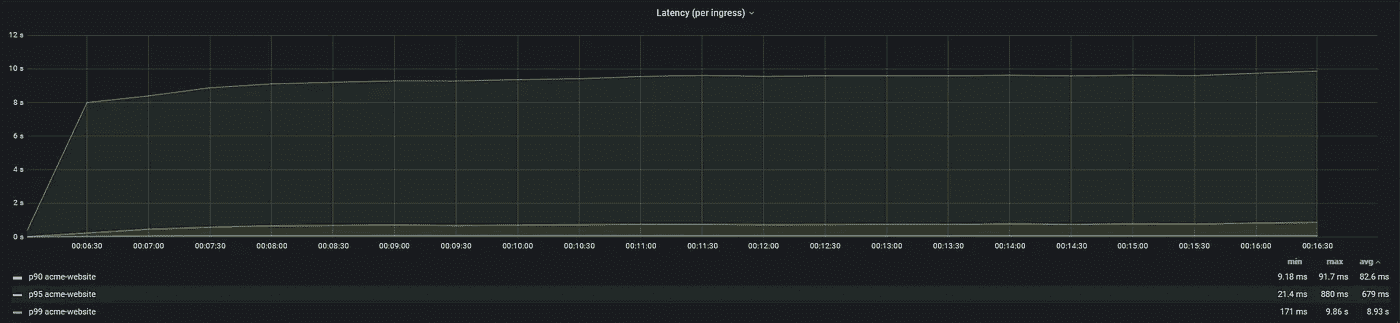 Latency (per ingress)
12 s
10 s
8 s
6 s
4 s
2 s
0 s
00:06:30 00:07:00 00:07:30 00:08:00 00:08:30 00:09:00 00:09:30 00:10:00 00:10:30 00:11:00 00:11:30 00:12:00 00:12:30 00:13:00 00:13:30 00:14:00 00:14:30 00:15:00 00:15:30 00:16:00 00:16:30
min max avg
p90 acme-website 9.18 ms 91.7 ms 82.6 ms
p95 acme-website 21.4 ms 880 ms 679 ms
p99 acme-website 171 ms 9.86 s 8.93 s